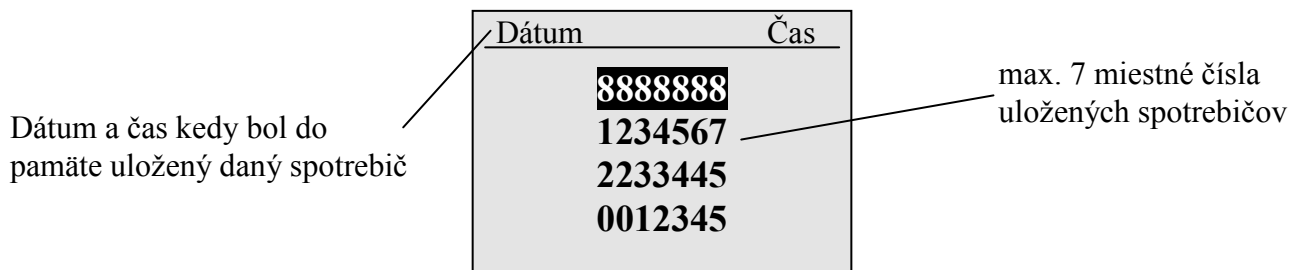 Dátum Čas
8888888
1234567
2233445
0012345
Dátum a čas kedy bol do
pamäte uložený daný spotrebič
max. 7 miestné čísla
uložených spotrebičov